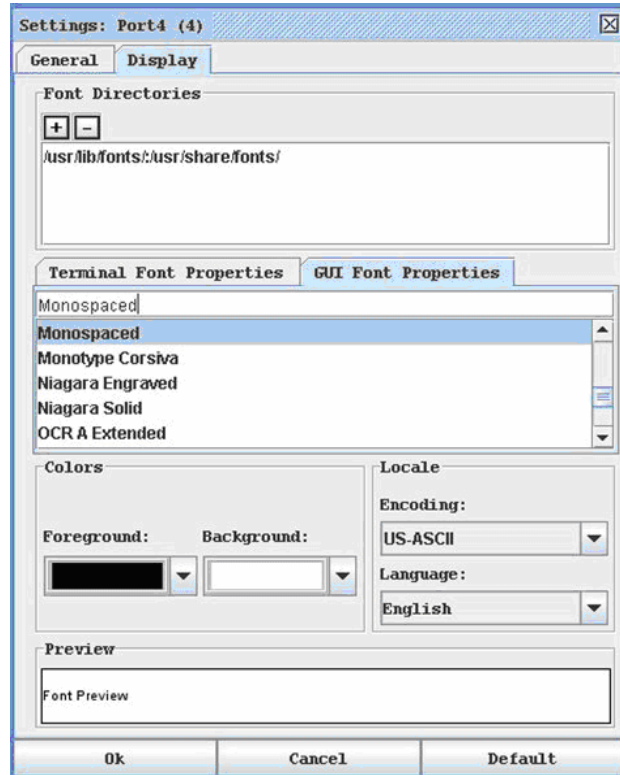 Settings: Port4 (4)
General Display
Font Directories
+ -
/usr/lib/fonts/:/usr/share/fonts/
Terminal Font Properties GUI Font Properties
Monospaced
Monospaced
Monotype Corsiva
Niagara Engraved
Niagara Solid
OCR A Extended
Colors Locale
Encoding:
Foreground: Background: US-ASCII
Language:
English
Preview
Font Preview
Ok Cancel Default